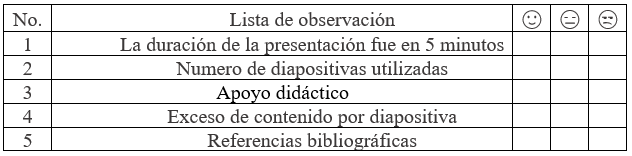 No. Lista de observación
1 La duración de la presentación fue en 5 minutos
2 Numero de diapositivas utilizadas
3 Apoyo didáctico
4 Exceso de contenido por diapositiva
5 Referencias bibliográficas